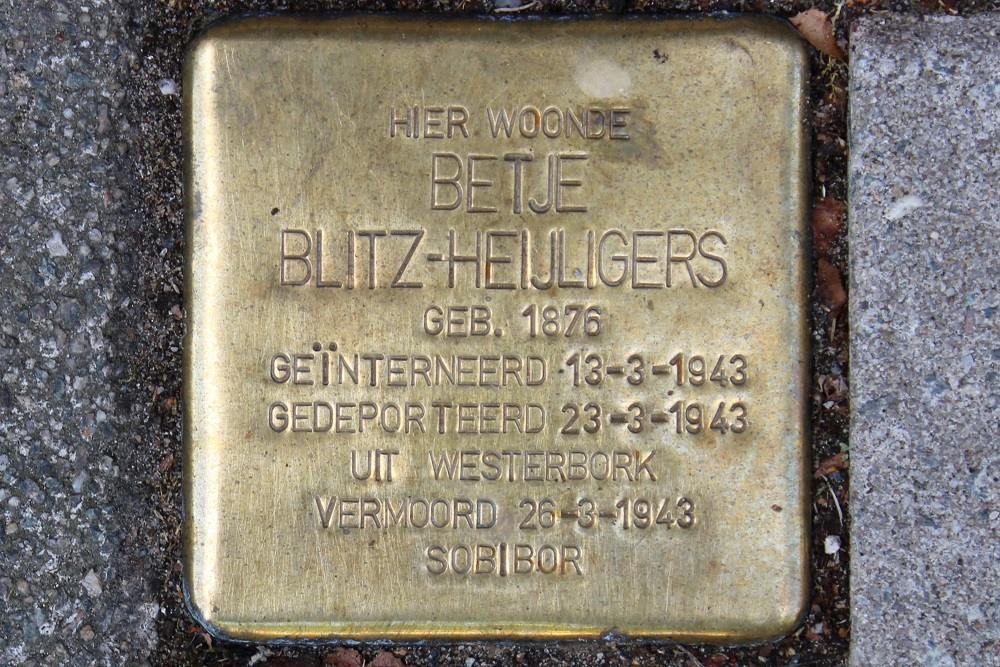 HIER WOONDE
BETJE
BLITZ-HEIJLIGERS
GEB. 1876
GEÏNTERNEERD 13-3-1943
GEDEPORTEERD 23-3-1943
UIT WESTERBORK
VERMOORD 26-3-1943
SOBIBOR